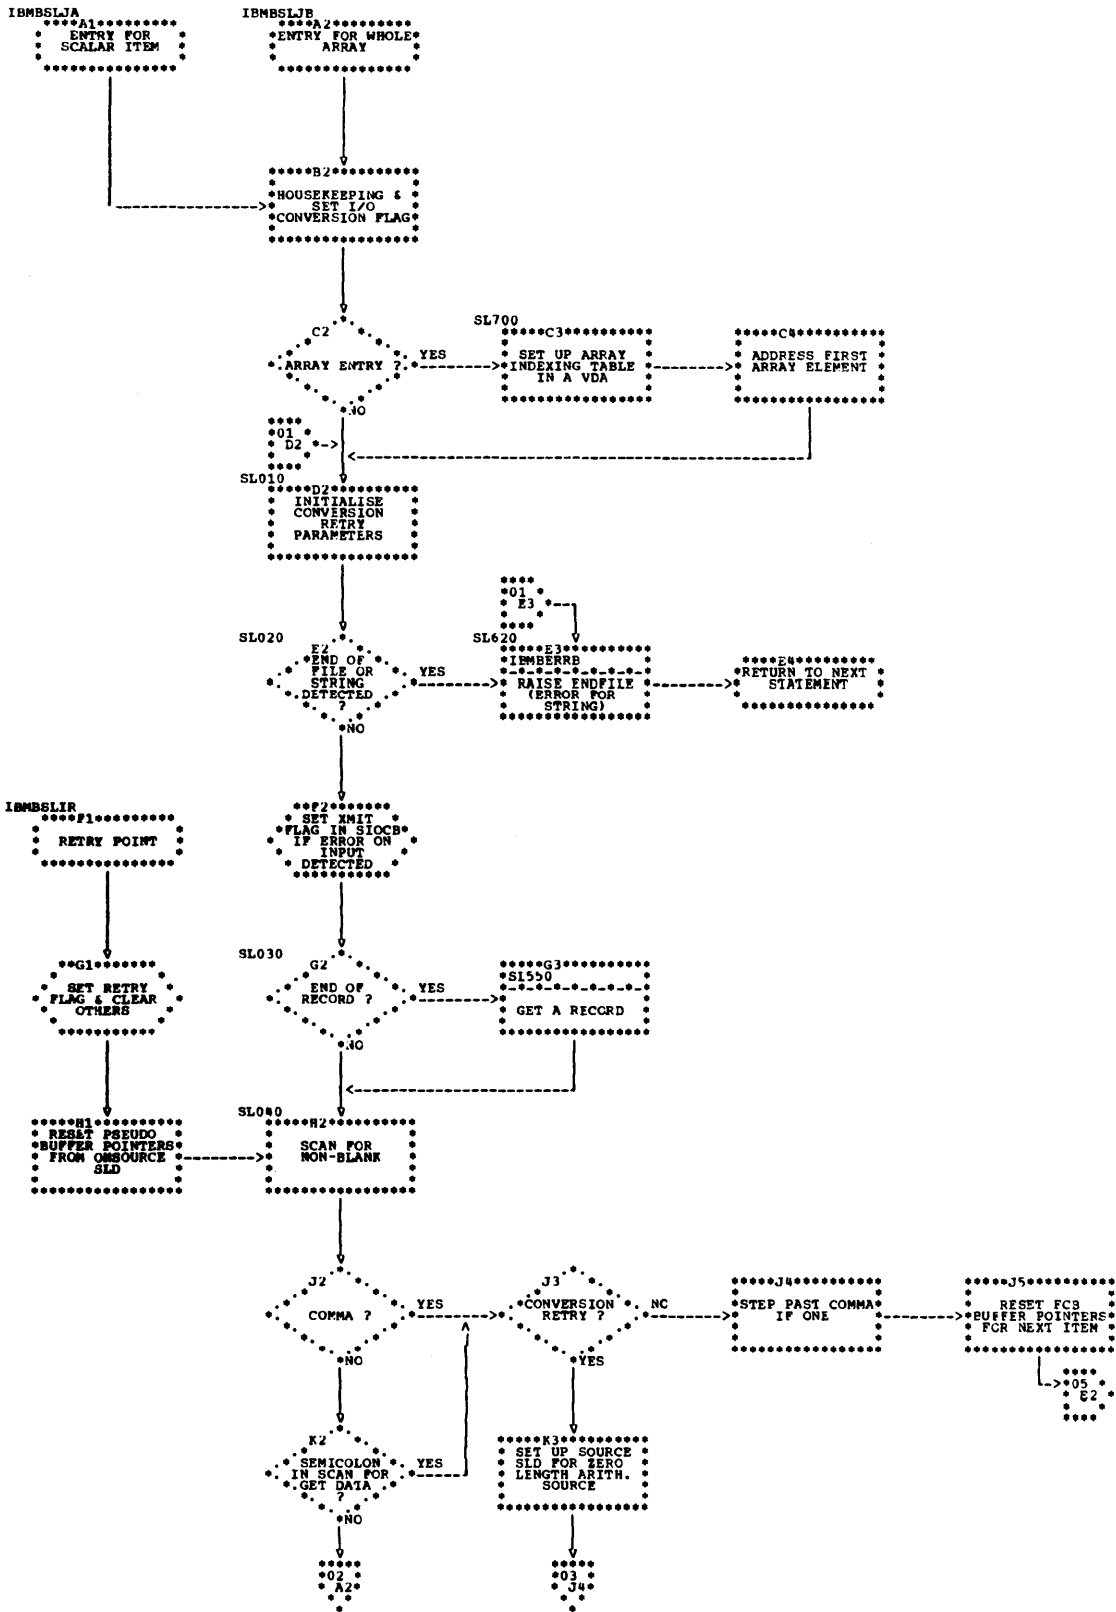 IBMBSLJA
A1
ENTRY FOR
SCALAR ITEM
IBMBSLJB
A2
ENTRY FOR WHOLE
ARRAY
B2
HOUSEKEEPING &
SET I/O
CONVERSION FLAG
C2
ARRAY ENTRY ?
YES
NO
SL700
C3
SET UP ARRAY
INDEXING TABLE
IN A VDA
C4
ADDRESS FIRST
ARRAY ELEMENT
01
D2
SL010
D2
INITIALISE
CONVERSION
RETRY
PARAMETERS
01
E3
SL020
E2
END OF
FILE OR
STRING
DETECTED
?
YES
NO
SL620
E3
IBMBERRB
RAISE ENDFILE
(ERROR FOR
STRING)
E4
RETURN TO NEXT
STATEMENT
IBMBSLIR
F1
RETRY POINT
F2
SET XMIT
FLAG IN SIOCB
IF ERROR ON
INPUT
DETECTED
G1
SET RETRY
FLAG & CLEAR
OTHERS
SL030
G2
END OF
RECORD ?
YES
NO
G3
SL550
GET A RECORD
H1
RESET PSEUDO
BUFFER POINTERS
FROM ONSOURCE
SLD
SL040
H2
SCAN FOR
NON-BLANK
J2
COMMA ?
YES
NO
J3
CONVERSION
RETRY ?
NO
YES
J4
STEP PAST COMMA
IF ONE
J5
RESET FCB
BUFFER POINTERS
FOR NEXT ITEM
05
E2
K2
SEMICOLON
IN SCAN FOR
GET DATA
?
YES
NO
K3
SET UP SOURCE
SLD FOR ZERO
LENGTH ARITH.
SOURCE
02
A2
03
J4